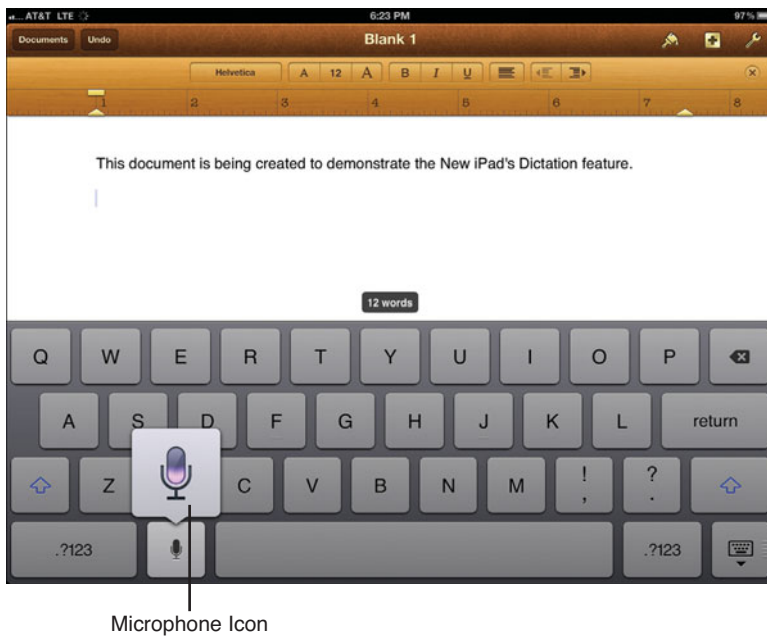 AT&T LTE 6:23 PM 97%
Documents Undo Blank 1
Helvetica A 12 A B I U
1 2 3 4 5 6 7 8
This document is being created to demonstrate the New iPad's Dictation feature.
12 words
Q W E R T Y U I O P
A S D F G H J K L return
Z C V B N M ! , ? .
.?123 .?123
Microphone Icon